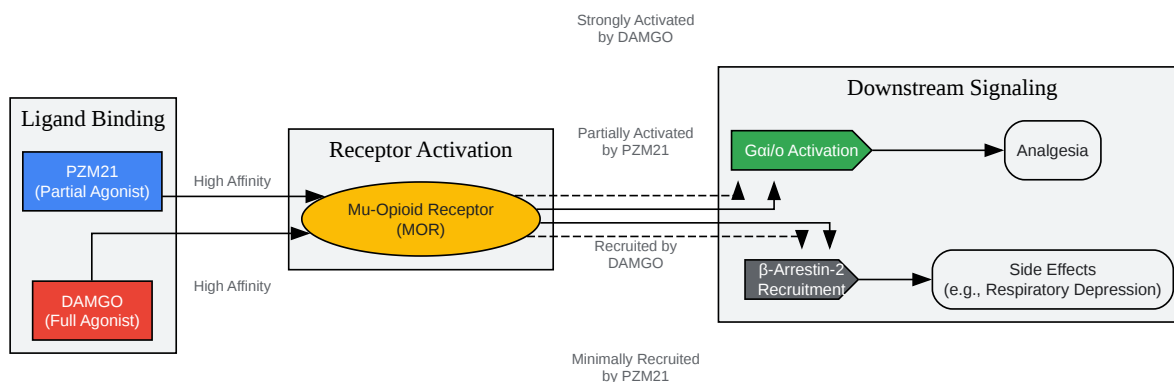 Strongly Activated
by DAMGO
Downstream Signaling
Ligand Binding
PZM21
(Partial Agonist)
High Affinity
DAMGO
(Full Agonist)
High Affinity
Receptor Activation
Mu-Opioid Receptor
(MOR)
Partially Activated
by PZM21
Gαi/o Activation
Analgesia
Recruited by
DAMGO
β-Arrestin-2
Recruitment
Side Effects
(e.g., Respiratory Depression)
Minimally Recruited
by PZM21